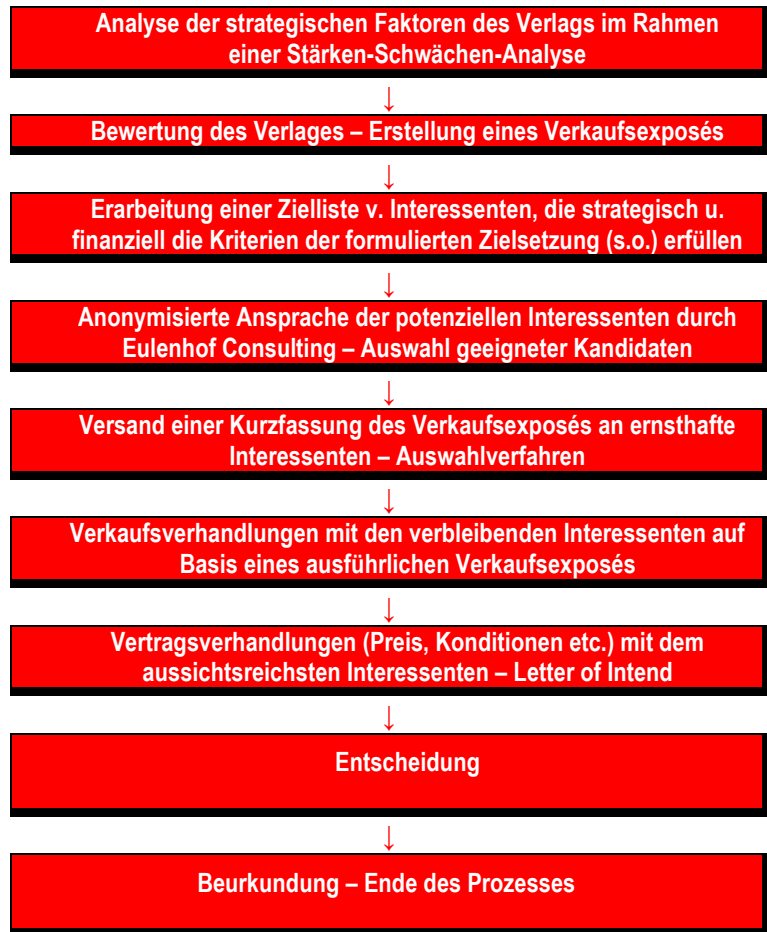 Analyse der strategischen Faktoren des Verlags im Rahmen
einer Stärken-Schwächen-Analyse
↓
Bewertung des Verlages – Erstellung eines Verkaufsexposés
↓
Erarbeitung einer Zielliste v. Interessenten, die strategisch u.
finanziell die Kriterien der formulierten Zielsetzung (s.o.) erfüllen
↓
Anonymisierte Ansprache der potenziellen Interessenten durch
Eulenhof Consulting – Auswahl geeigneter Kandidaten
↓
Versand einer Kurzfassung des Verkaufsexposés an ernsthafte
Interessenten – Auswahlverfahren
↓
Verkaufsverhandlungen mit den verbleibenden Interessenten auf
Basis eines ausführlichen Verkaufsexposés
↓
Vertragsverhandlungen (Preis, Konditionen etc.) mit dem
aussichtsreichsten Interessenten – Letter of Intend
↓
Entscheidung
↓
Beurkundung – Ende des Prozesses